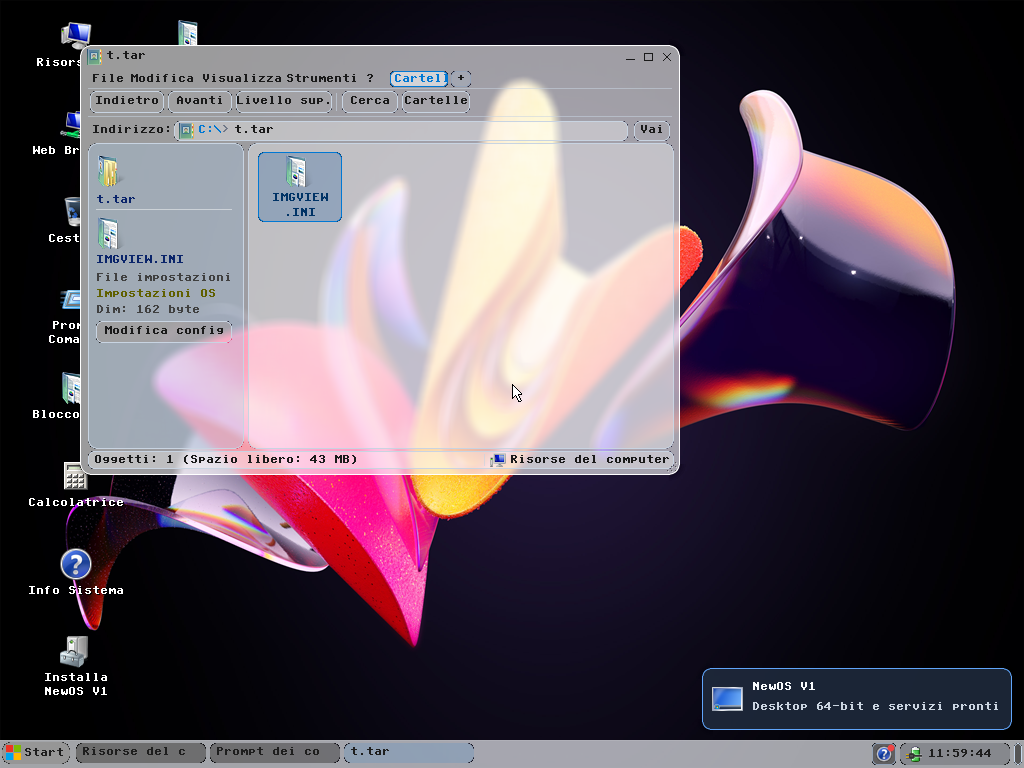 t.tar
File Modifica Visualizza Strumenti ? Cartell +
Indietro Avanti Livello sup. Cerca Cartelle
Indirizzo: C:\> t.tar Vai
t.tar
IMGVIEW.INI
File impostazioni
Impostazioni OS
Dim: 162 byte
Modifica config
IMGVIEW
.INI
Oggetti: 1 (Spazio libero: 43 MB) Risorse del computer
Risors
Web Br
Cest
Pro
Coma
Blocco
Calcolatrice
Info Sistema
Installa
NewOS V1
NewOS V1
Desktop 64-bit e servizi pronti
Start Risorse del c Prompt dei co t.tar 11:59:44